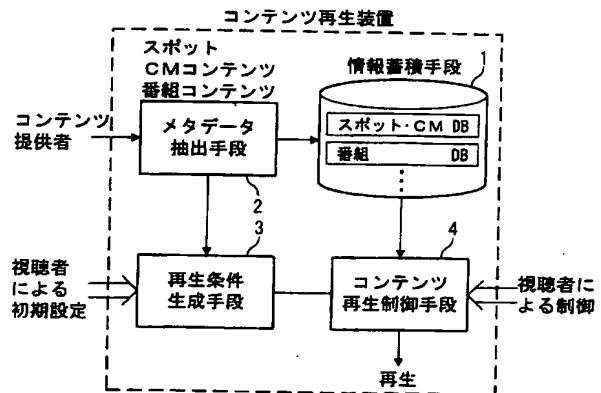 コンテンツ再生装置
スポット
CMコンテンツ
番組コンテンツ
情報蓄積手段
1
コンテンツ
提供者
メタデータ
抽出手段
スポット・CM DB
番組 DB
2
3
4
視聴者
による
初期設定
再生条件
生成手段
コンテンツ
再生制御手段
視聴者に
よる制御
再生